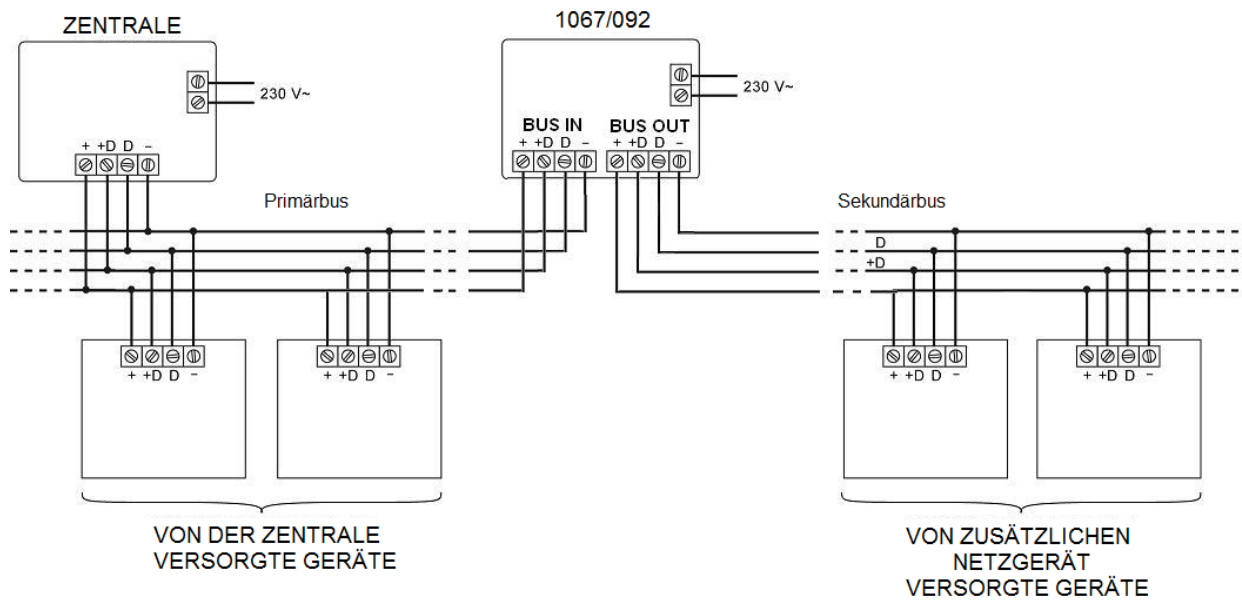 ZENTRALE
1067/092
230 V~
230 V~
BUS IN BUS OUT
+ +D D −
+ +D D −
+ +D D −
Primärbus
Sekundärbus
D
+D
+ +D D −
+ +D D −
+ +D D −
+ +D D −
VON DER ZENTRALE
VERSORGTE GERÄTE
VON ZUSÄTZLICHEN
NETZGERÄT
VERSORGTE GERÄTE